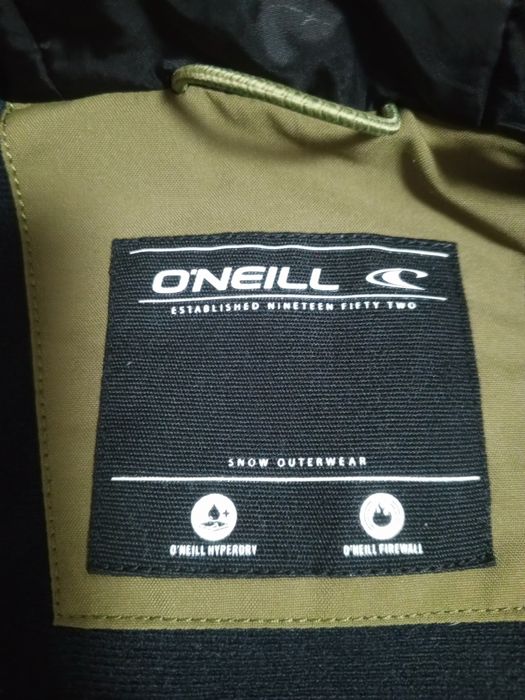 O'NEILL
ESTABLISHED NINETEEN FIFTY TWO
SNOW OUTERWEAR
O'NEILL HYPERDRY
O'NEILL FIREWALL